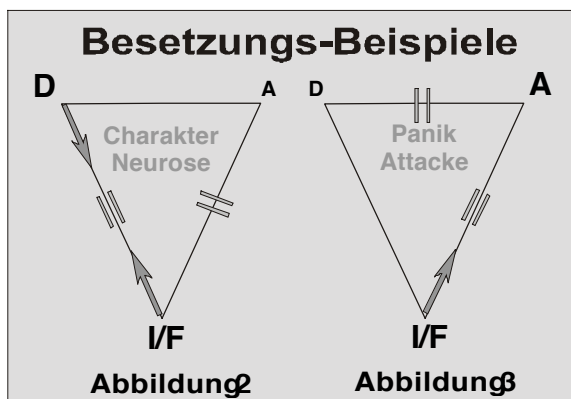 Besetzungs-Beispiele
D A D A
Charakter Neurose
Panik Attacke
I/F I/F
Abbildung2 Abbildung3